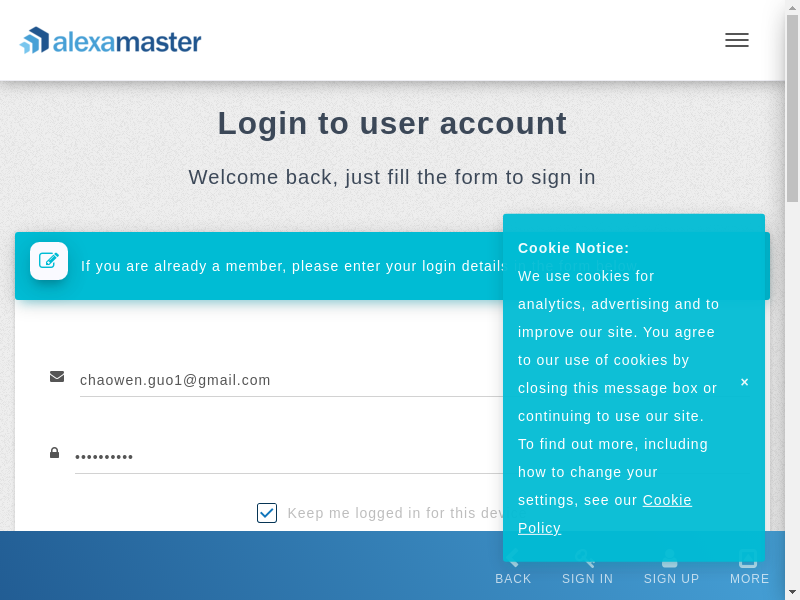 alexamaster
Login to user account
Welcome back, just fill the form to sign in
If you are already a member, please enter your login details
Cookie Notice:
We use cookies for
analytics, advertising and to
improve our site. You agree
to our use of cookies by
closing this message box or
continuing to use our site.
To find out more, including
how to change your
settings, see our Cookie
Policy
×
chaowen.guo1@gmail.com
••••••••••
Keep me logged in for this
BACK
SIGN IN
SIGN UP
MORE